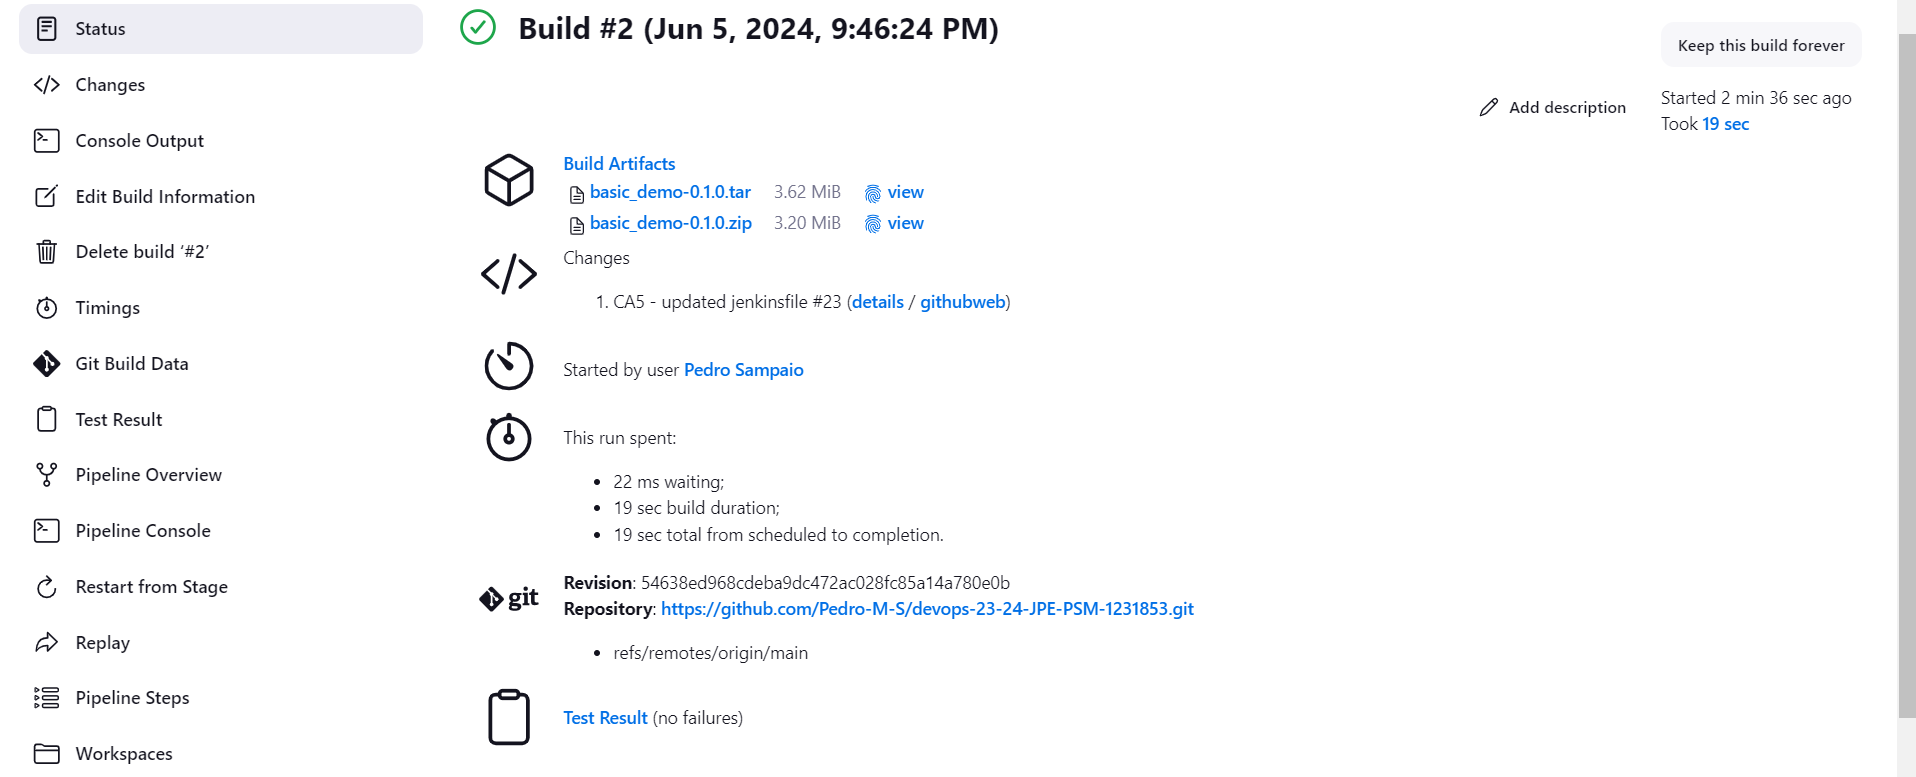 Status
Changes
Console Output
Edit Build Information
Delete build ‘#2’
Timings
Git Build Data
Test Result
Pipeline Overview
Pipeline Console
Restart from Stage
Replay
Pipeline Steps
Workspaces
Build #2 (Jun 5, 2024, 9:46:24 PM)
Keep this build forever
Add description
Started 2 min 36 sec ago
Took 19 sec
Build Artifacts
basic_demo-0.1.0.tar 3.62 MiB view
basic_demo-0.1.0.zip 3.20 MiB view
Changes
1. CA5 - updated jenkinsfile #23 (details / githubweb)
Started by user Pedro Sampaio
This run spent:
• 22 ms waiting;
• 19 sec build duration;
• 19 sec total from scheduled to completion.
git
Revision: 54638ed968cdeba9dc472ac028fc85a14a780e0b
Repository: https://github.com/Pedro-M-S/devops-23-24-JPE-PSM-1231853.git
• refs/remotes/origin/main
Test Result (no failures)